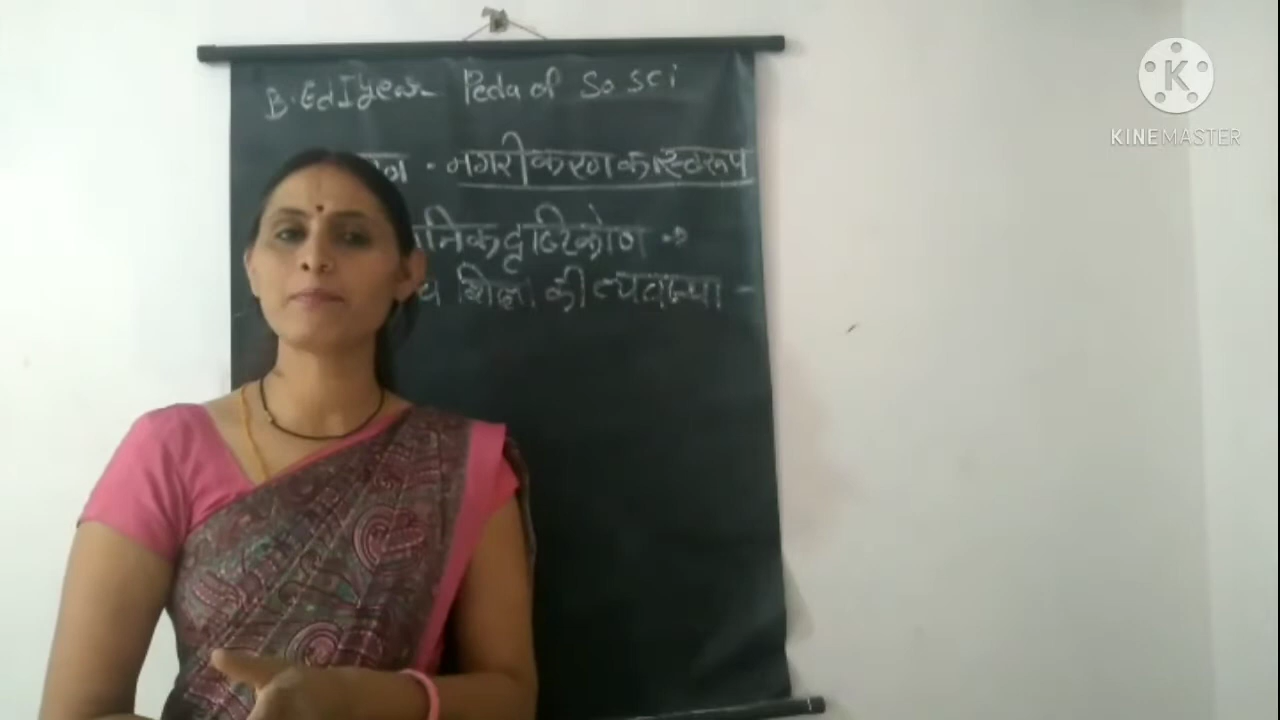 B.Ed I year Peda of So sci
- नगरीकरण का स्वरूप
दृष्टिकोण -
शिक्षा की व्यवस्था -
KINEMASTER